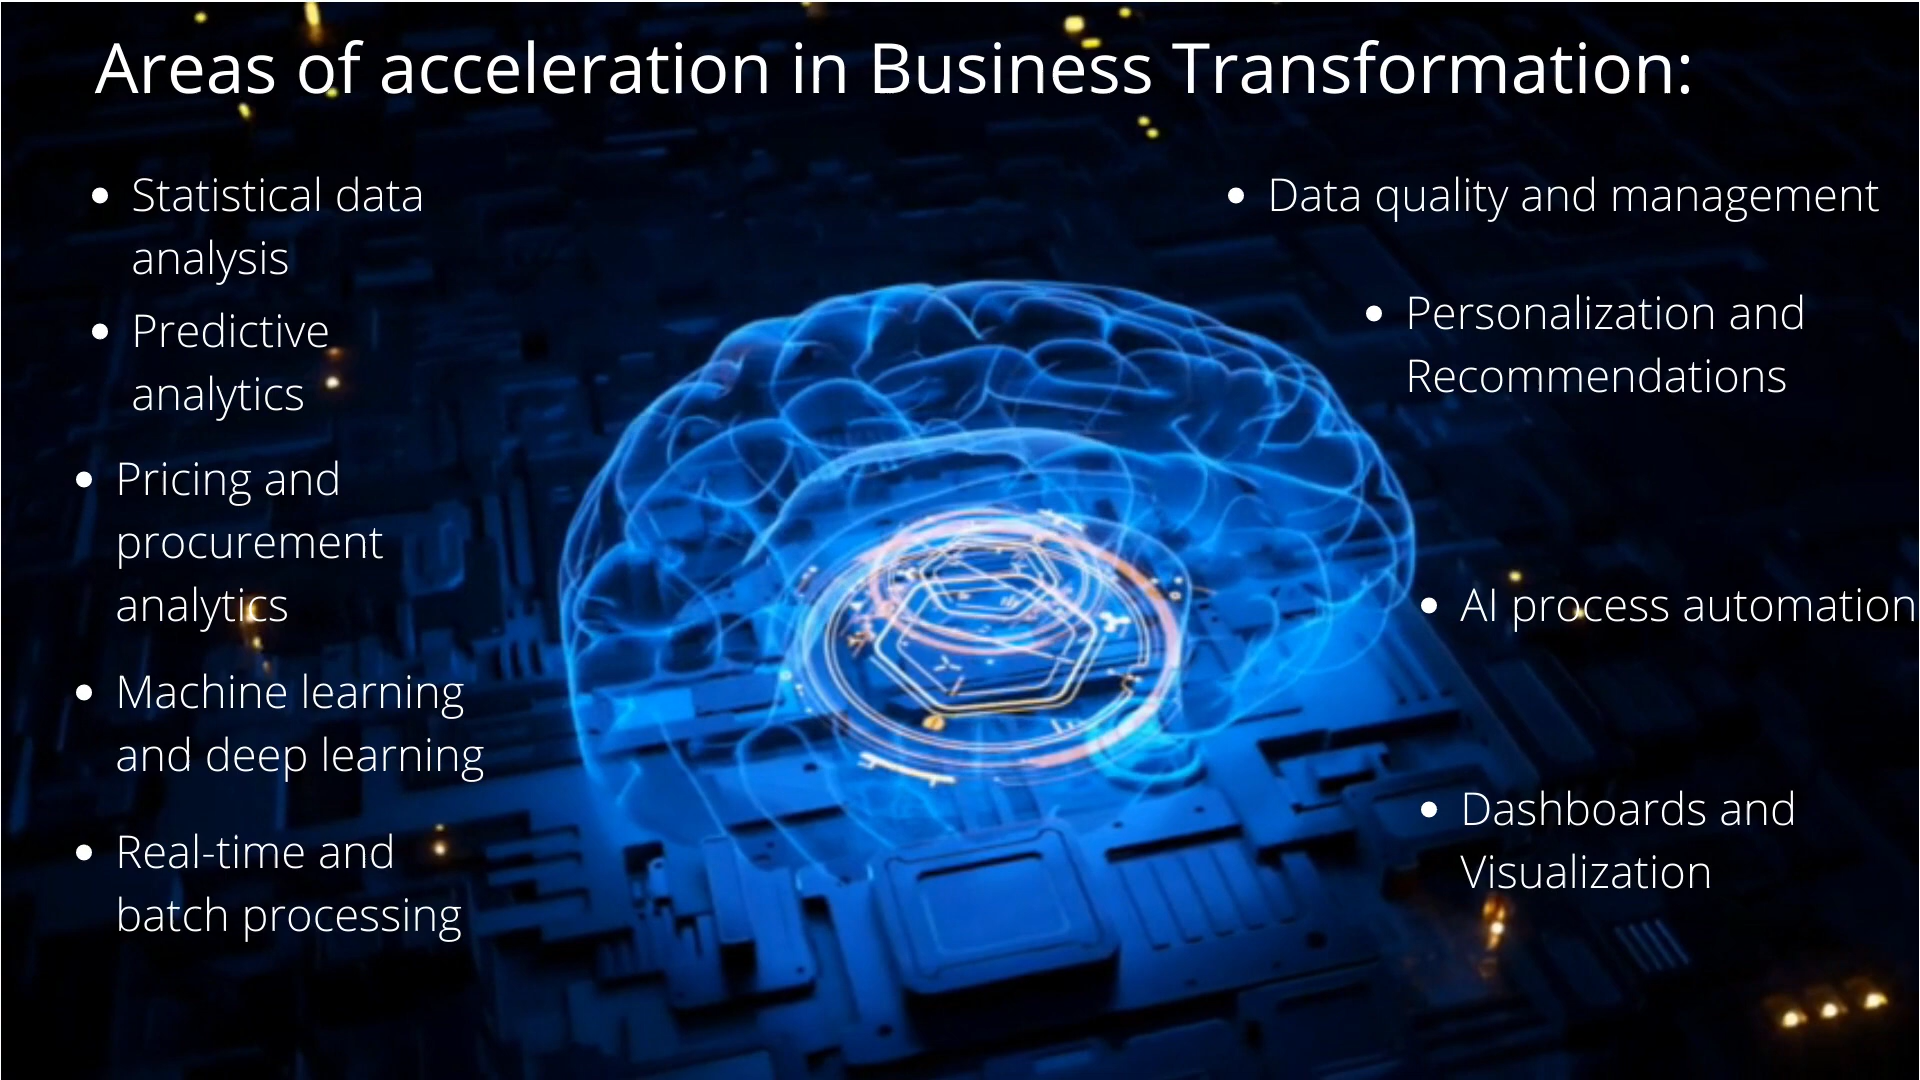 Areas of acceleration in Business Transformation:
• Statistical data
analysis
• Predictive
analytics
• Pricing and
procurement
analytics
• Machine learning
and deep learning
• Real-time and
batch processing
• Data quality and management
• Personalization and
Recommendations
• AI process automation
• Dashboards and
Visualization